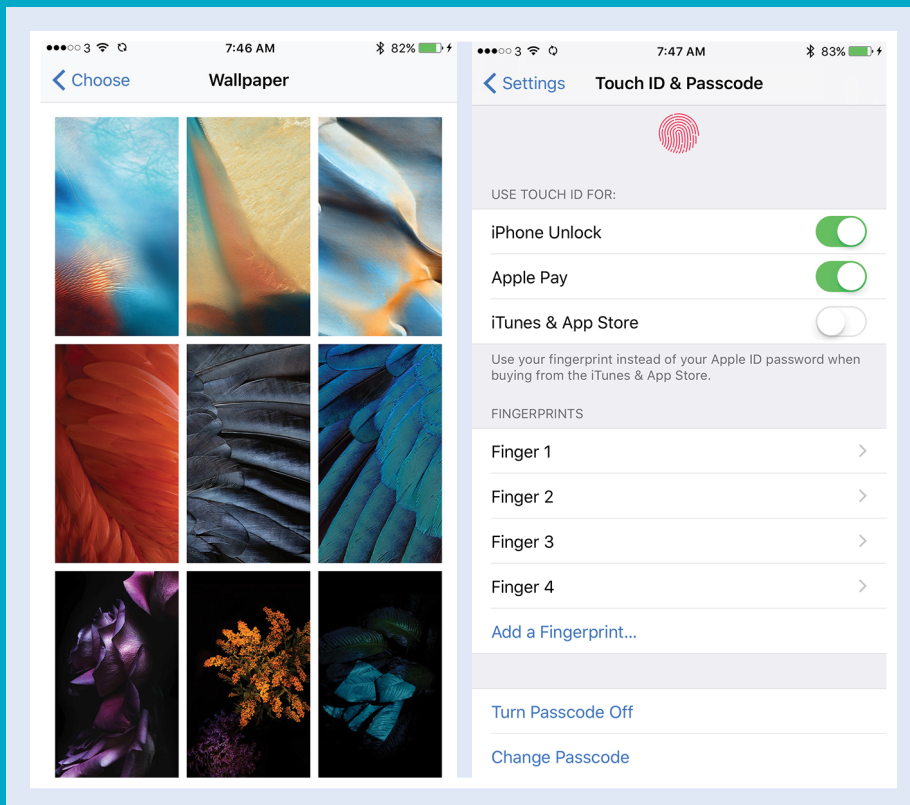 3 7:46 AM 82%
Choose Wallpaper
3 7:47 AM 83%
Settings Touch ID & Passcode
USE TOUCH ID FOR:
iPhone Unlock
Apple Pay
iTunes & App Store
Use your fingerprint instead of your Apple ID password when
buying from the iTunes & App Store.
FINGERPRINTS
Finger 1
Finger 2
Finger 3
Finger 4
Add a Fingerprint...
Turn Passcode Off
Change Passcode